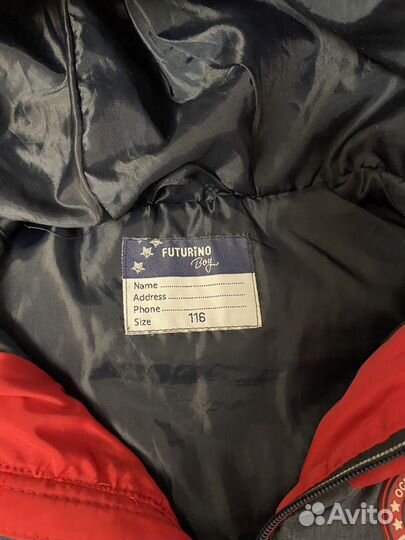 FUTURINO
Boy
Name
Address
Phone
Size 116
Avito